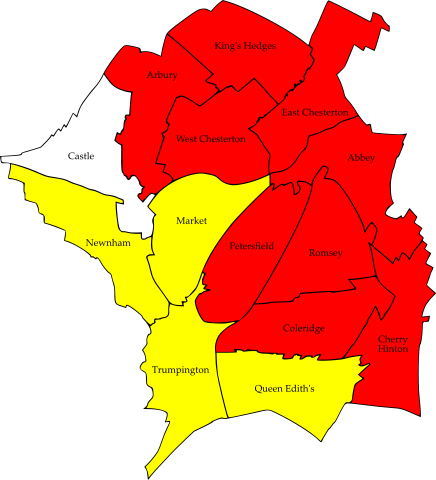 King's Hedges
Arbury
East Chesterton
West Chesterton
Castle
Abbey
Market
Newnham
Petersfield
Romsey
Coleridge
Cherry
Hinton
Trumpington
Queen Edith's